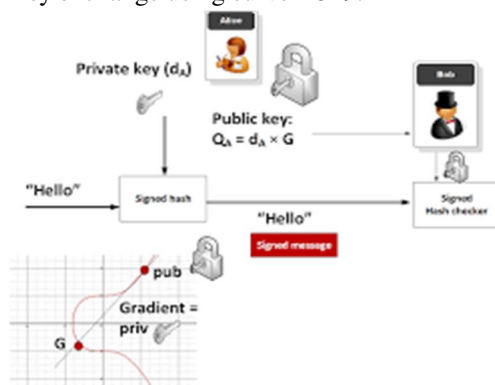 Alice
Private key (dA)
Bob
Public key:
QA = dA × G
"Hello"
Signed hash
Signed
Hash checker
"Hello"
Signed message
pub
Gradient =
priv
G